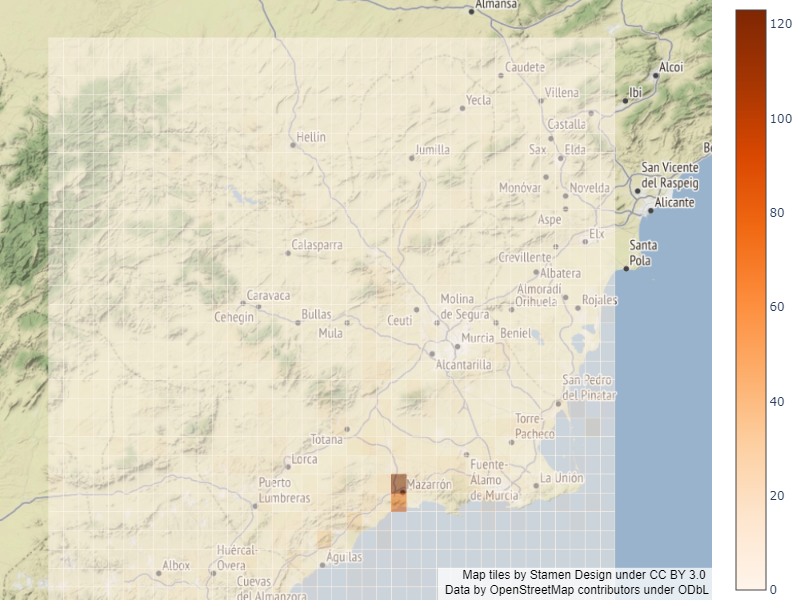 Almansa
Alcoi
Caudete
Villena
Ibi
Yecla
Castalla
Hellín
Jumilla
Sax
Elda
San Vicente
del Raspeig
Monóvar
Novelda
Alicante
Aspe
Elx
Calasparra
Crevillente
Santa
Pola
Albatera
Almoradí
Caravaca
Molina
de Segura
Orihuela
Rojales
Cehegín
Bullas
Mula
Ceutí
Murcia
Beniel
Alcantarilla
San Pedro
del Pinatar
Torre-
Pacheco
Totana
Lorca
Fuente-
Álamo
de Murcia
La Unión
Puerto
Lumbreras
Mazarrón
Huércal-
Overa
Albox
Águilas
Cuevas
del Almanzora
Map tiles by Stamen Design under CC BY 3.0
Data by OpenStreetMap contributors under ODbL
120
100
80
60
40
20
0